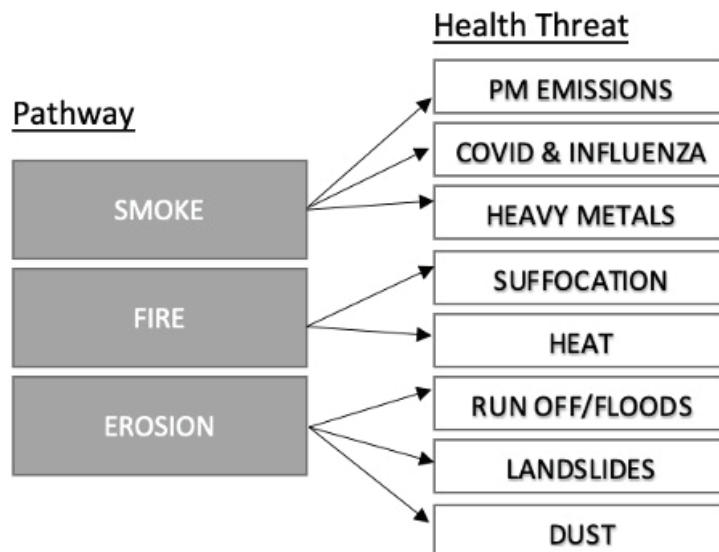 Health Threat
Pathway
PM EMISSIONS
COVID & INFLUENZA
HEAVY METALS
SUFFOCATION
HEAT
RUN OFF/FLOODS
LANDSLIDES
DUST
SMOKE
FIRE
EROSION